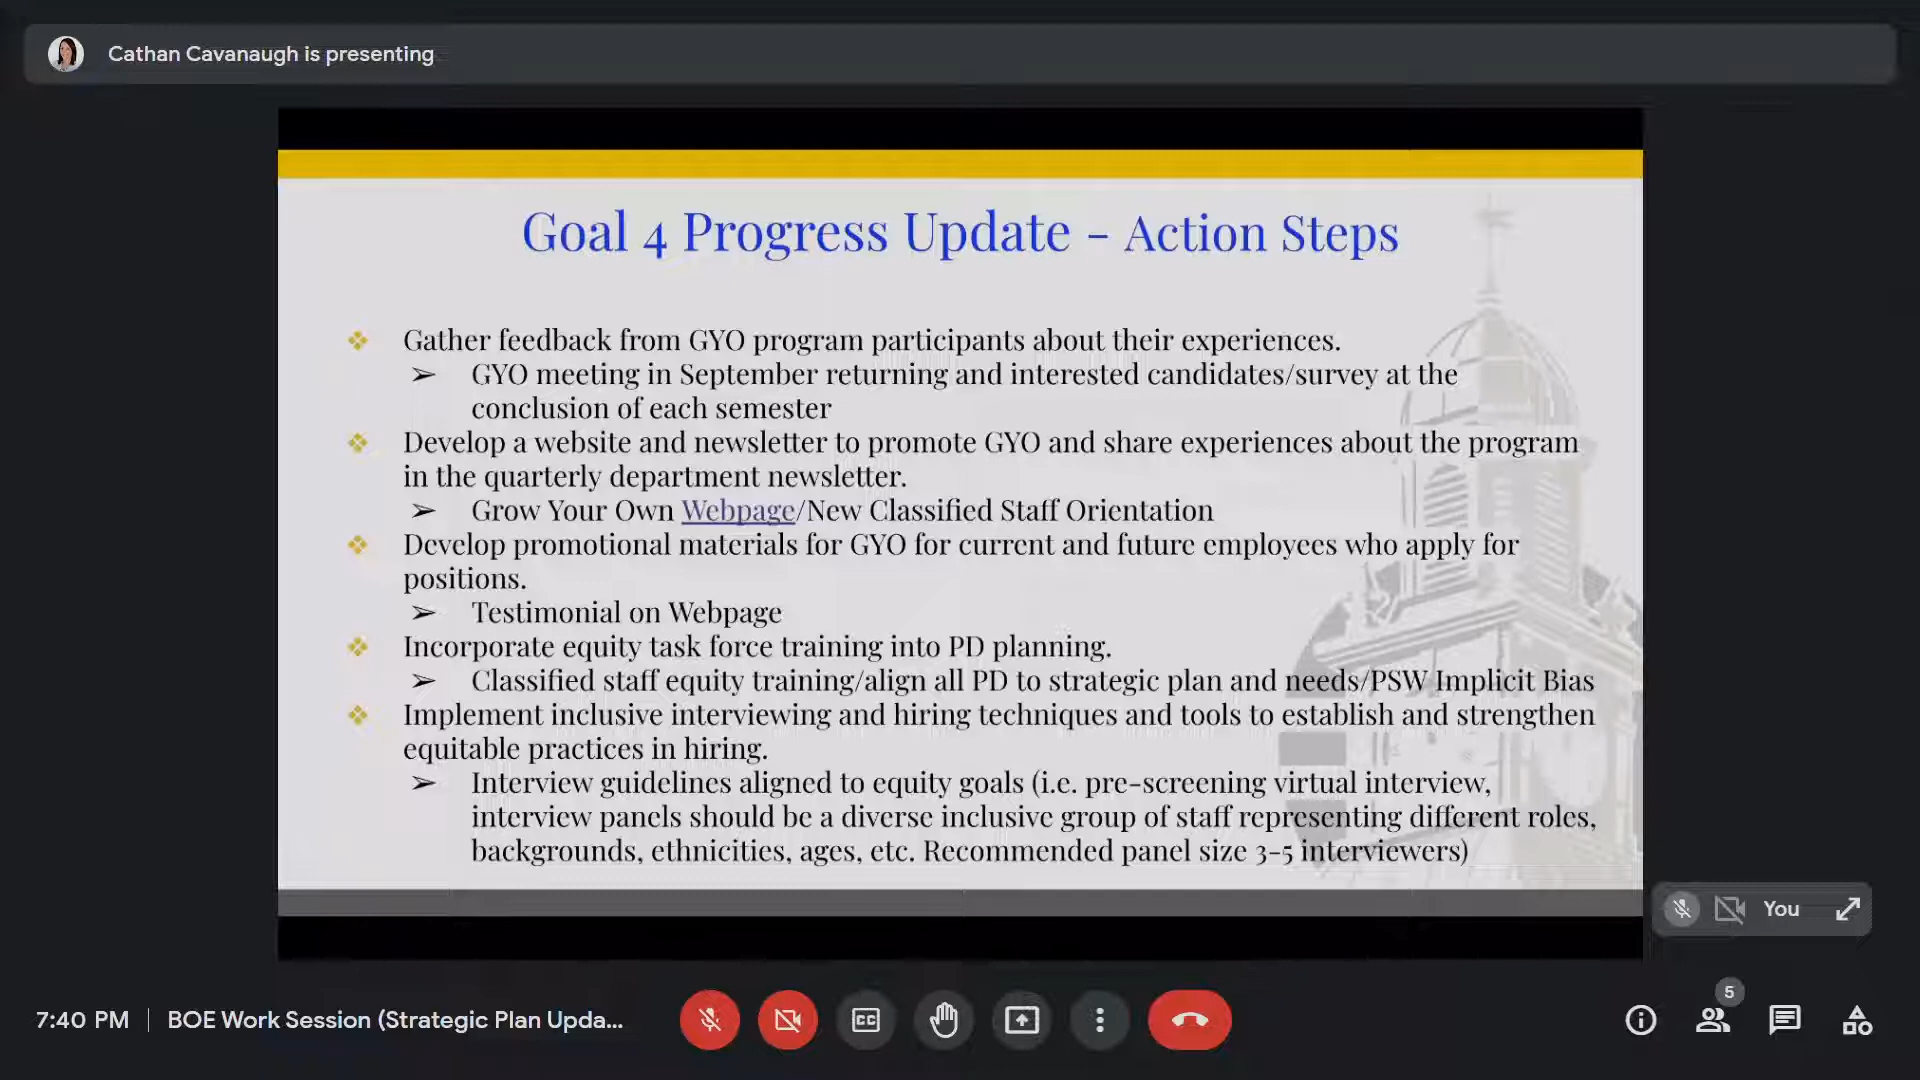 Cathan Cavanaugh is presenting
Goal 4 Progress Update - Action Steps
❖ Gather feedback from GYO program participants about their experiences.
➢ GYO meeting in September returning and interested candidates/survey at the
conclusion of each semester
❖ Develop a website and newsletter to promote GYO and share experiences about the program
in the quarterly department newsletter.
➢ Grow Your Own Webpage/New Classified Staff Orientation
❖ Develop promotional materials for GYO for current and future employees who apply for
positions.
➢ Testimonial on Webpage
❖ Incorporate equity task force training into PD planning.
➢ Classified staff equity training/align all PD to strategic plan and needs/PSW Implicit Bias
❖ Implement inclusive interviewing and hiring techniques and tools to establish and strengthen
equitable practices in hiring.
➢ Interview guidelines aligned to equity goals (i.e. pre-screening virtual interview,
interview panels should be a diverse inclusive group of staff representing different roles,
backgrounds, ethnicities, ages, etc. Recommended panel size 3-5 interviewers)
You
7:40 PM | BOE Work Session (Strategic Plan Upda...
CC
5